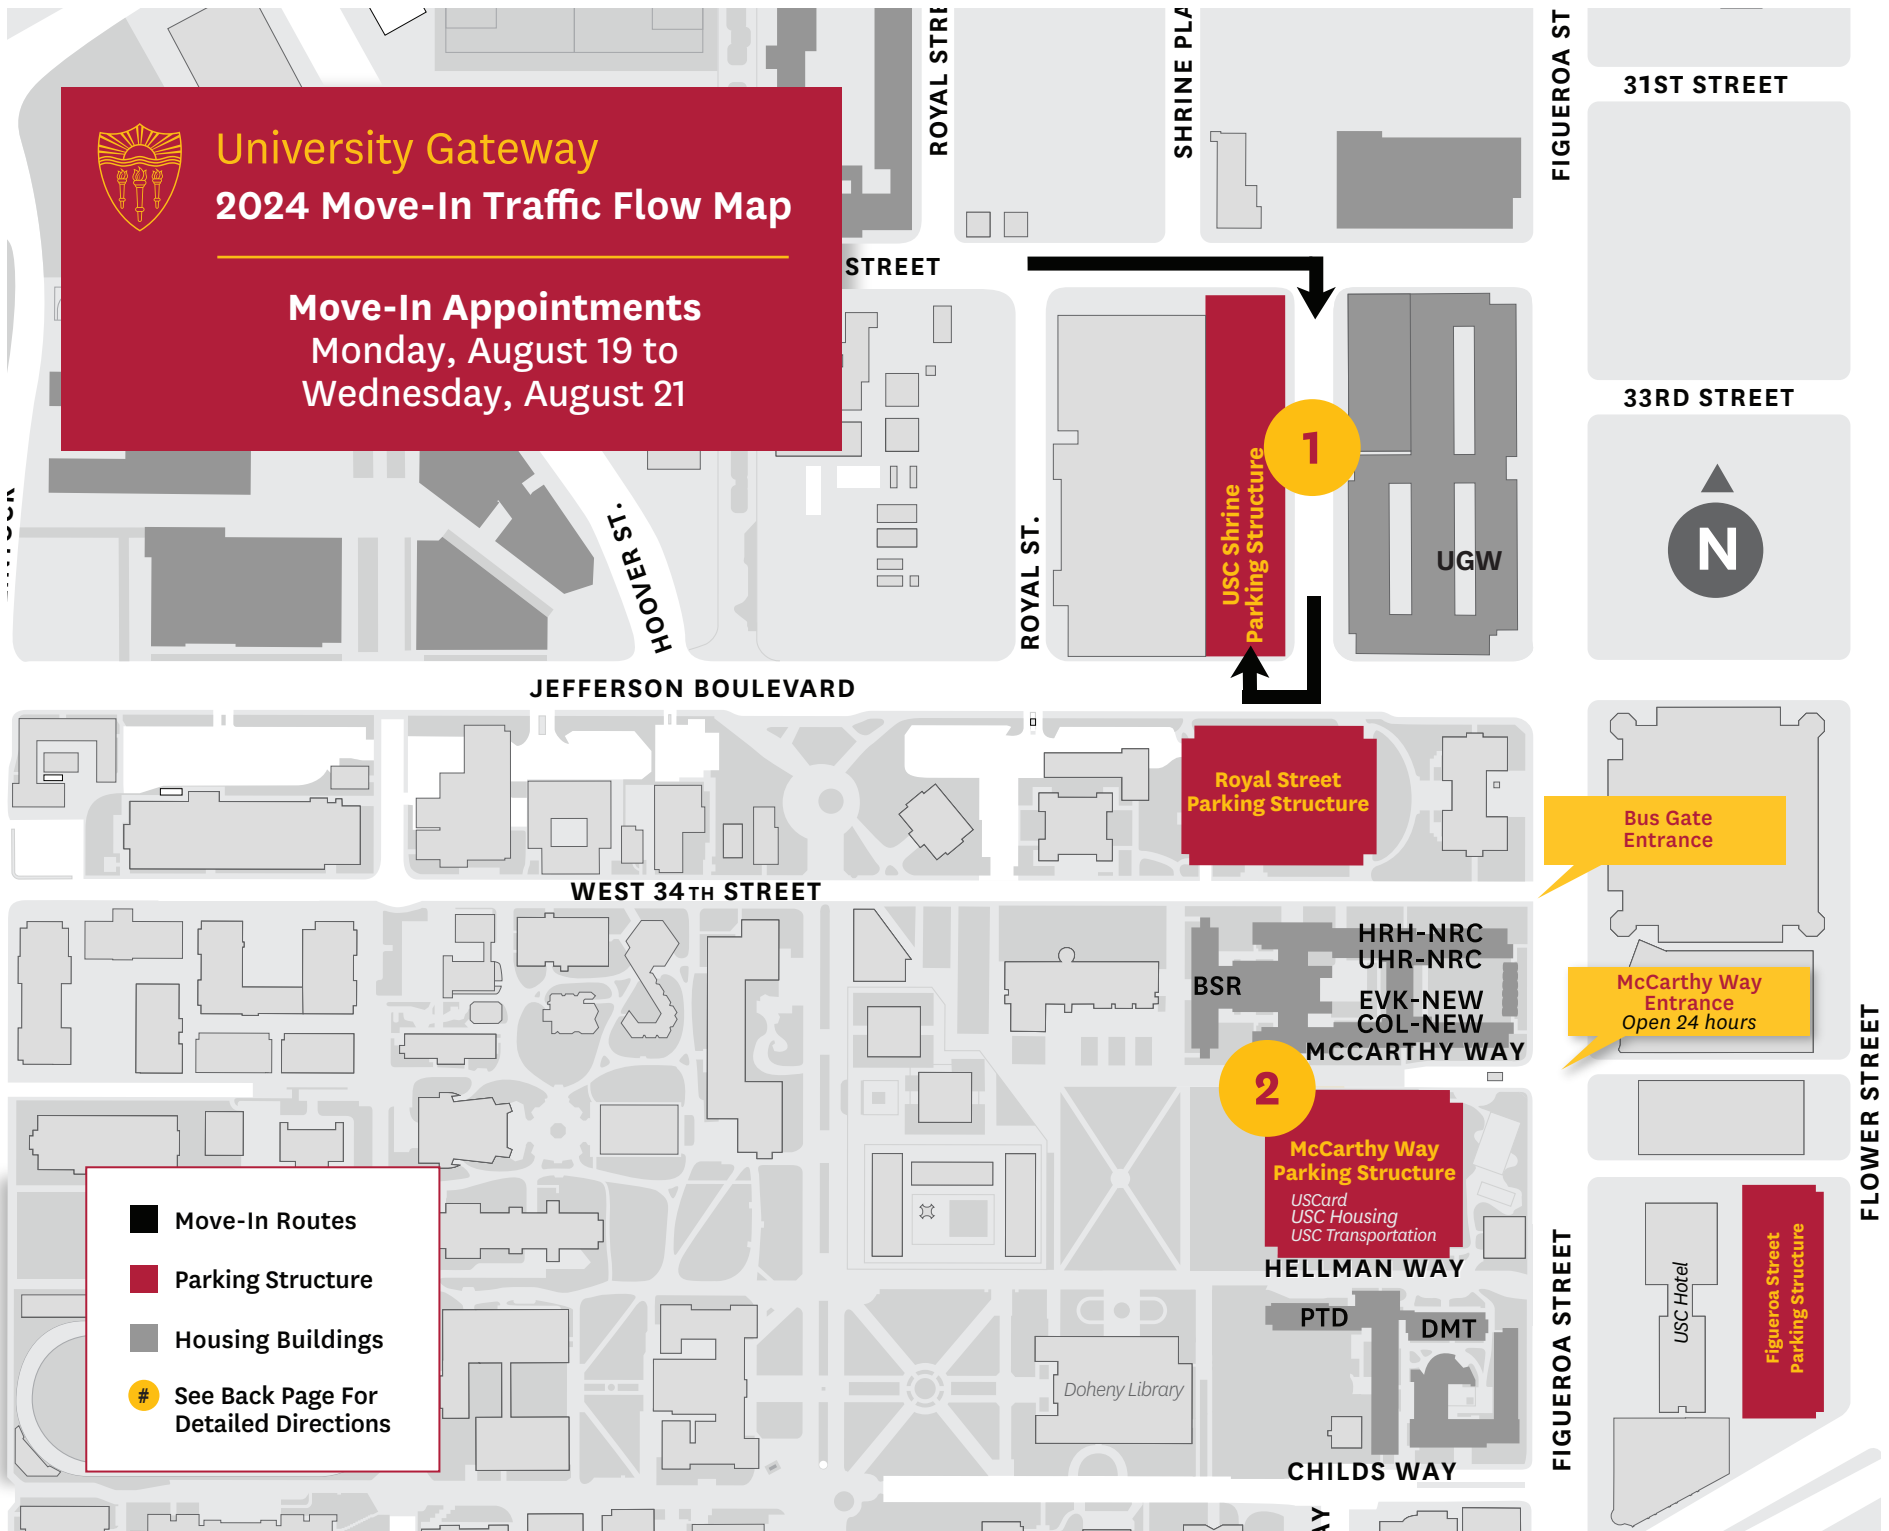 University Gateway
2024 Move-In Traffic Flow Map
Move-In Appointments
Monday, August 19 to
Wednesday, August 21
SHRINE
FIGUEROA ST
31ST STREET
ROYAL
STREET
33RD STREET
1
N
USC Shrine
Parking Structure
UGW
HOOVER ST.
ROYAL ST.
JEFFERSON BOULEVARD
Royal Street
Parking Structure
Bus Gate
Entrance
WEST 34TH STREET
HRH-NRC
UHR-NRC
BSR
EVK-NEW
COL-NEW
MCCARTHY WAY
McCarthy Way
Entrance
Open 24 hours
FLOWER STREET
2
McCarthy Way
Parking Structure
USCard
USC Housing
USC Transportation
HELLMAN WAY
FIGUEROA STREET
USC Hotel
Figueroa Street
Parking Structure
PTD
DMT
Doheny Library
CHILDS WAY
Move-In Routes
Parking Structure
Housing Buildings
# See Back Page For
Detailed Directions